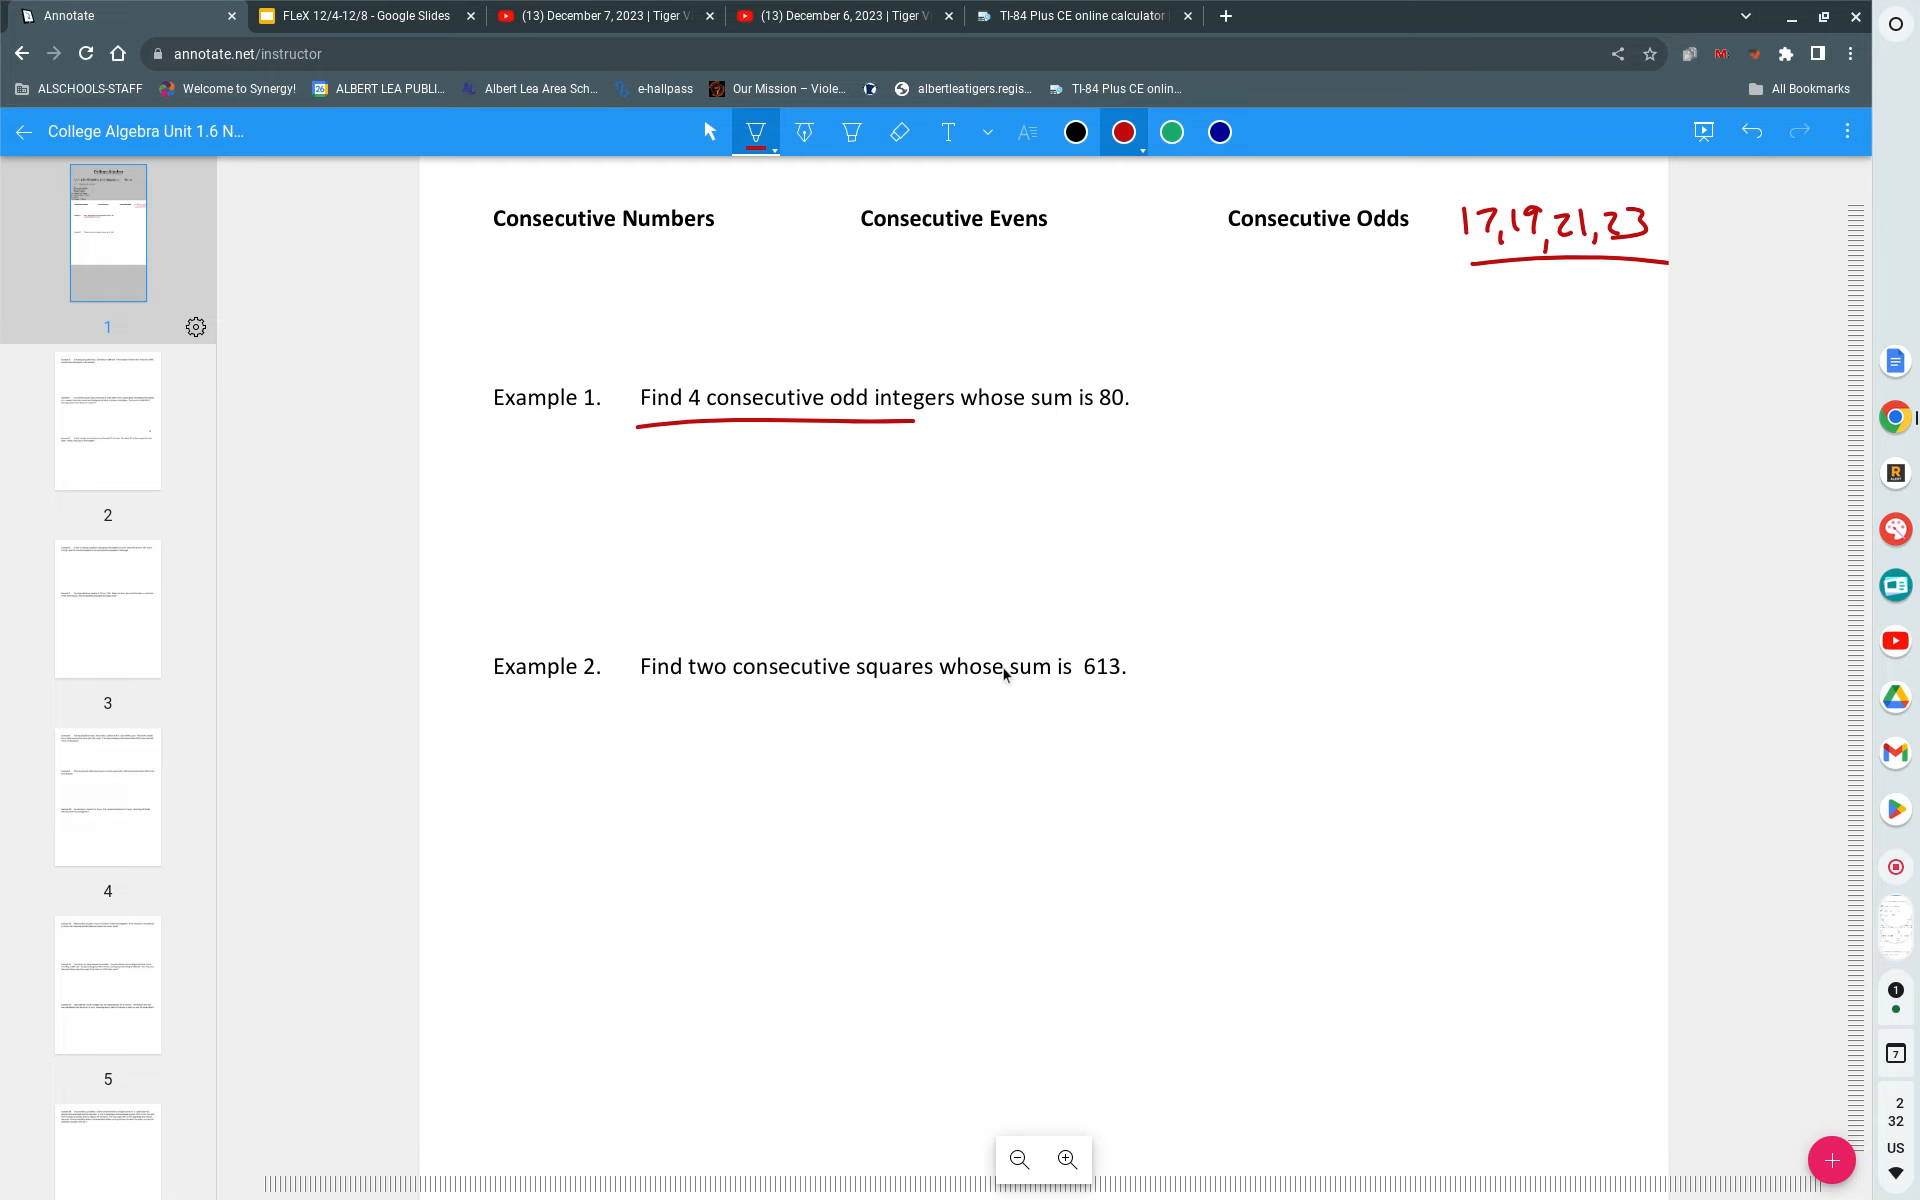 Annotate
FLeX 12/4-12/8 - Google Slides
(13) December 7, 2023 | Tiger V
(13) December 6, 2023 | Tiger V
TI-84 Plus CE online calculator
annotate.net/instructor
ALSCHOOLS-STAFF
Welcome to Synergy!
ALBERT LEA PUBLI...
Albert Lea Area Sch...
e-hallpass
Our Mission – Viole...
albertleatigers.regis...
TI-84 Plus CE onlin...
All Bookmarks
College Algebra Unit 1.6 N...
Consecutive Numbers
Consecutive Evens
Consecutive Odds
17,19,21,23
Example 1. Find 4 consecutive odd integers whose sum is 80.
Example 2. Find two consecutive squares whose sum is 613.
1
2
3
4
5
1
7
2
32
US